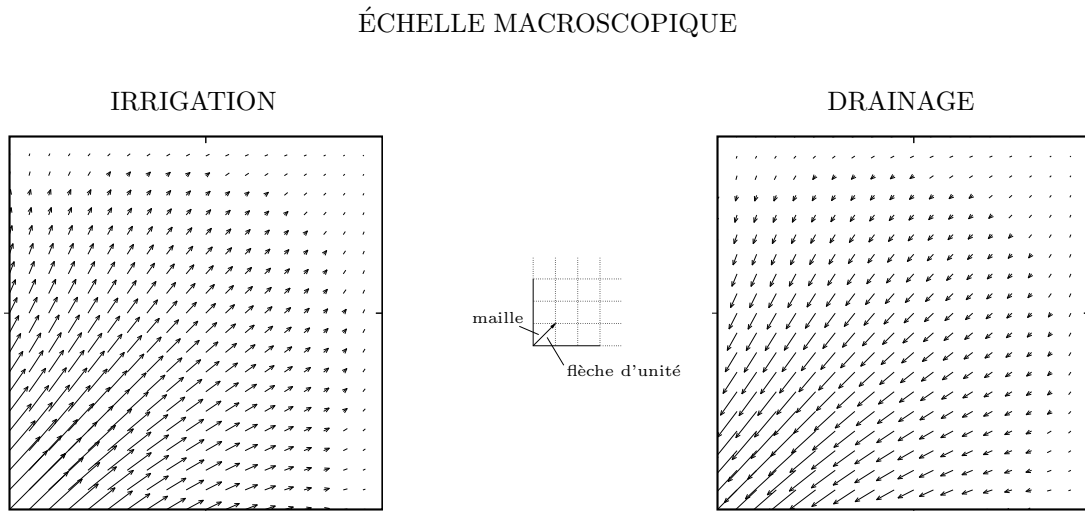 ÉCHELLE MACROSCOPIQUE
IRRIGATION
DRAINAGE
maille
flèche d'unité